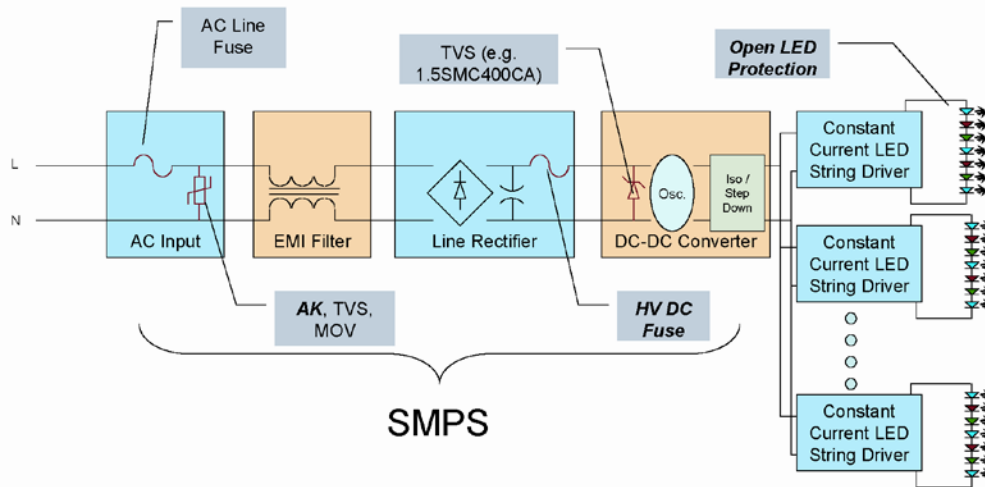 AC Line
Fuse
TVS (e.g.
1.5SMC400CA)
Open LED
Protection
L
N
AC Input
EMI Filter
Line Rectifier
Osc.
Iso /
Step
Down
DC-DC Converter
Constant
Current LED
String Driver
Constant
Current LED
String Driver
Constant
Current LED
String Driver
AK, TVS,
MOV
HV DC
Fuse
SMPS